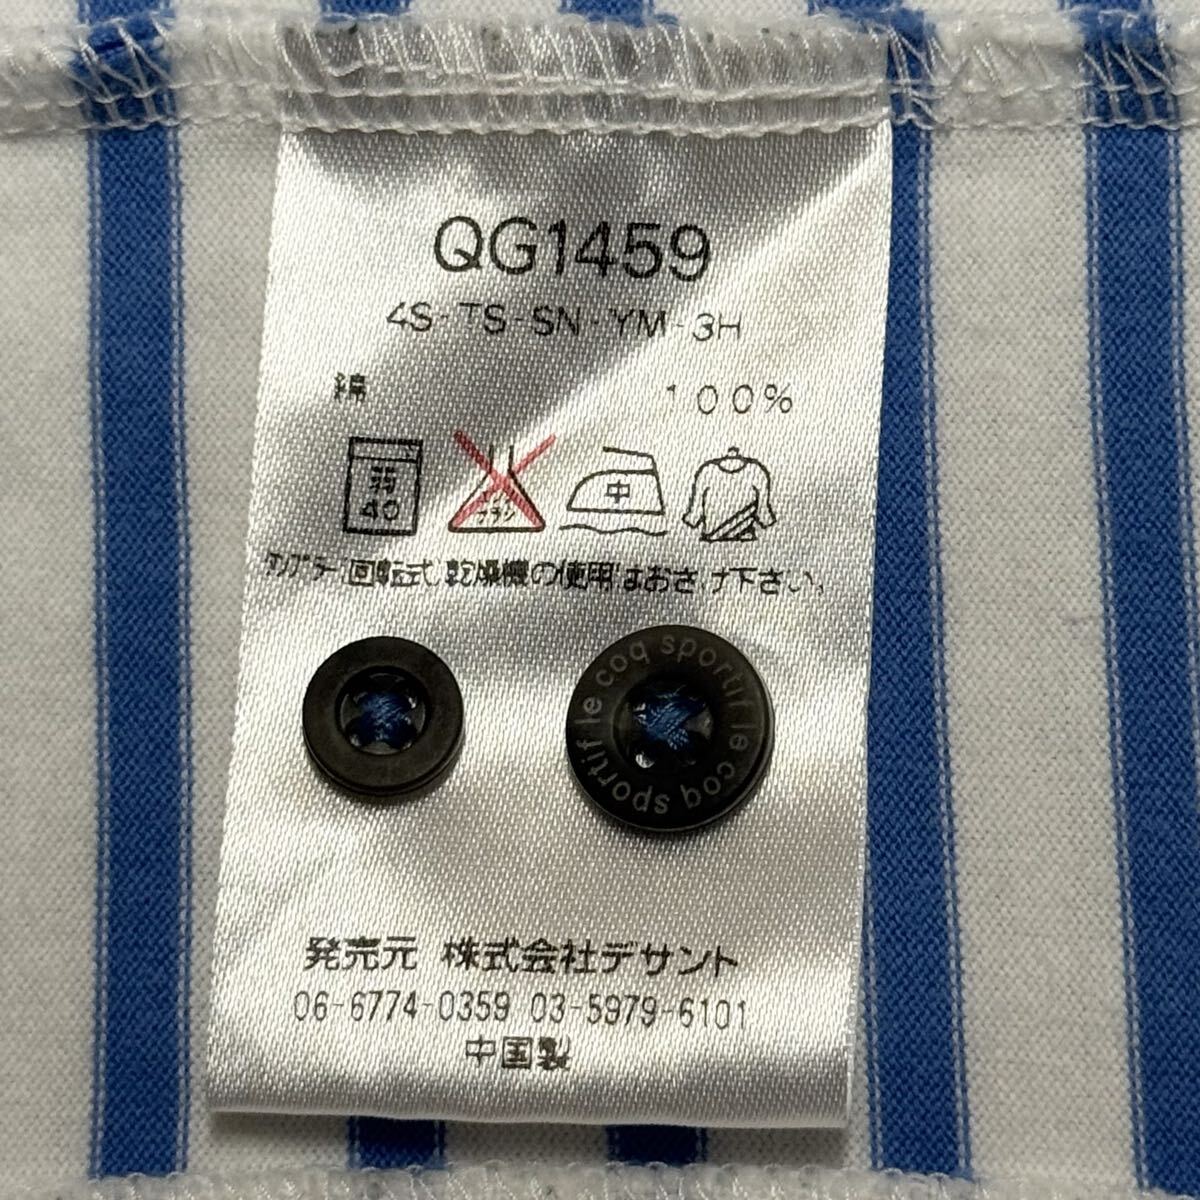 QG1459
4S-TS-SN-YM-3H
綿 100%
弱
40
中
タンブラー回転式乾燥機の使用はおさけ下さい。
le coq sportif le coq sportif
発売元 株式会社デサント
06-6774-0359 03-5979-6101
中国製